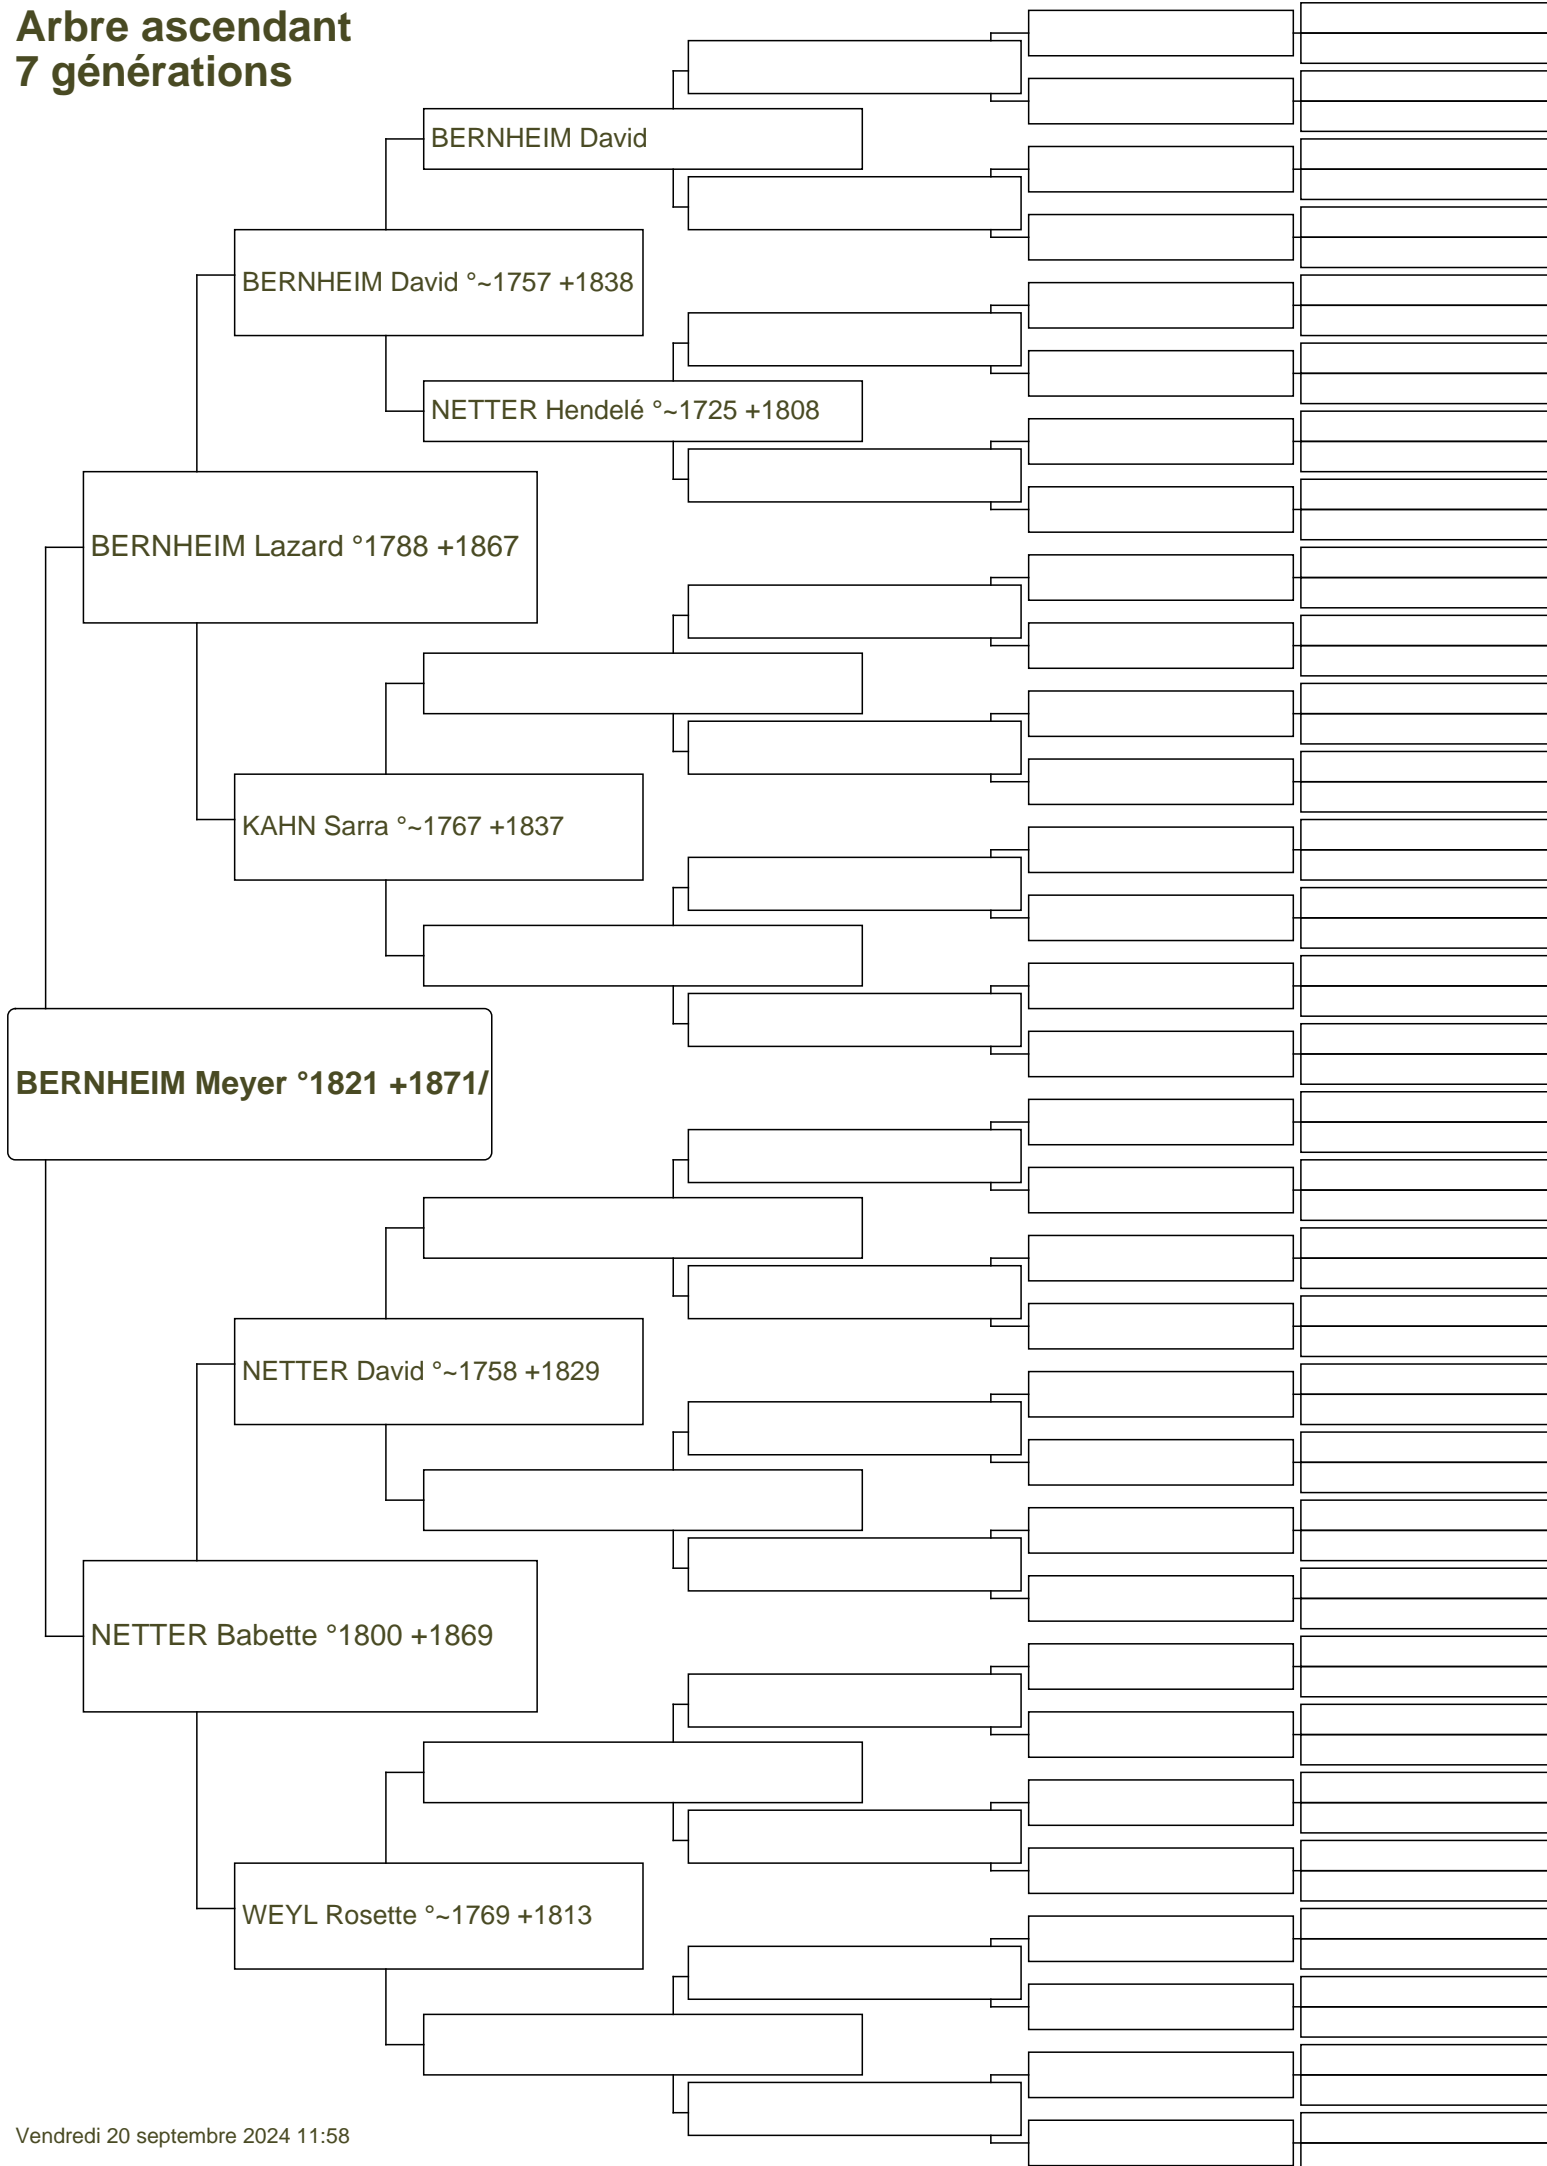 Arbre ascendant
7 générations
BERNHEIM David
BERNHEIM David °~1757 +1838
NETTER Hendelé °~1725 +1808
BERNHEIM Lazard °1788 +1867
KAHN Sarra °~1767 +1837
BERNHEIM Meyer °1821 +1871/
NETTER David °~1758 +1829
NETTER Babette °1800 +1869
WEYL Rosette °~1769 +1813
Vendredi 20 septembre 2024 11:58